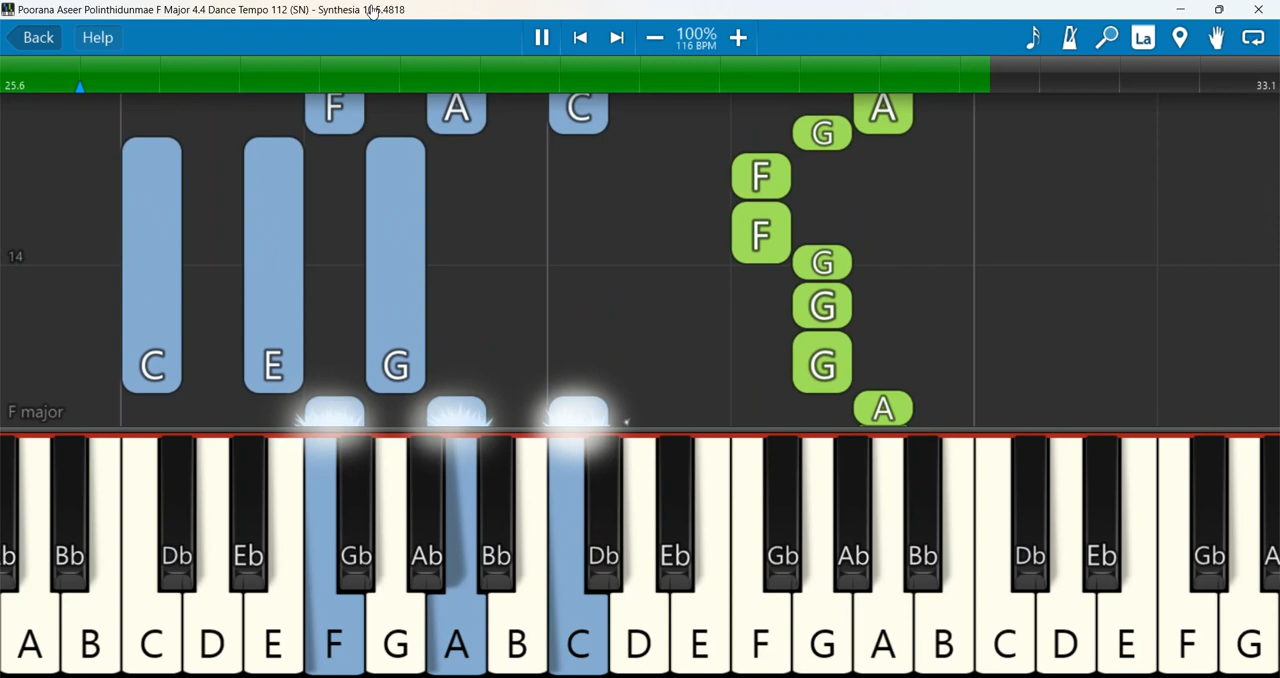 Poorana Aseer Polinthidunmae F Major 4.4 Dance Tempo 112 (SN) - Synthesia
Back Help 100% La
116 BPM
25.6 33.1
F A C A
G
F
F
14 G
G
C E G G
F major A
b Bb Db Eb Gb Ab Bb Db Eb Gb Ab Bb Db Eb Gb A
A B C D E F G A B C D E F G A B C D E F G